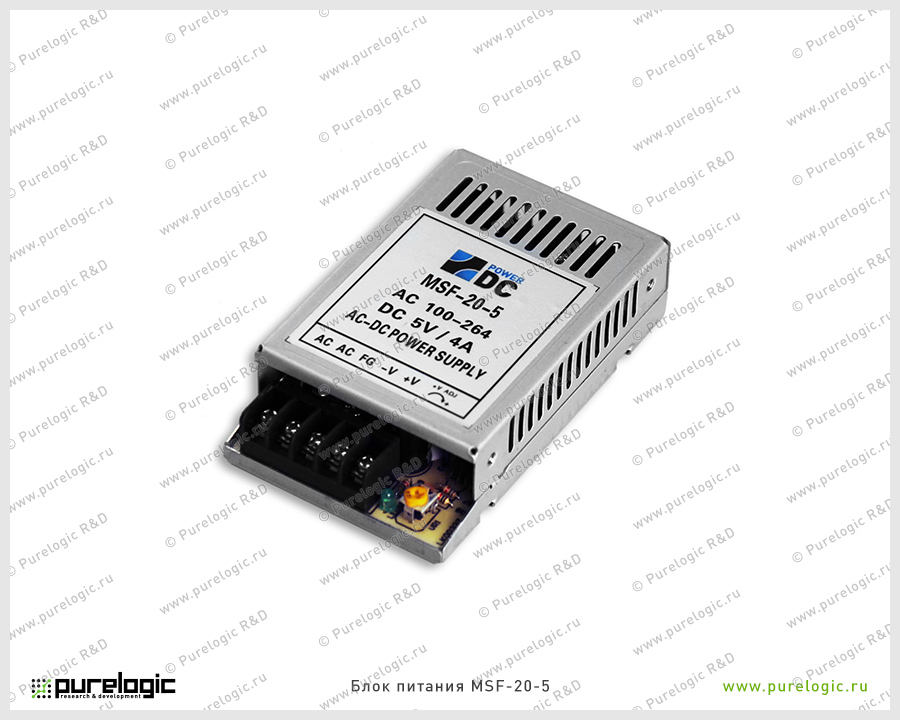 POWER
DC
MSF-20-5
AC 100-264
DC 5V / 4A
AC-DC POWER SUPPLY
AC AC FG -V +V
+V ADJ
purelogic
research & development
Блок питания MSF-20-5
www.purelogic.ru
© Purelogic R&D
www.purelogic.ru